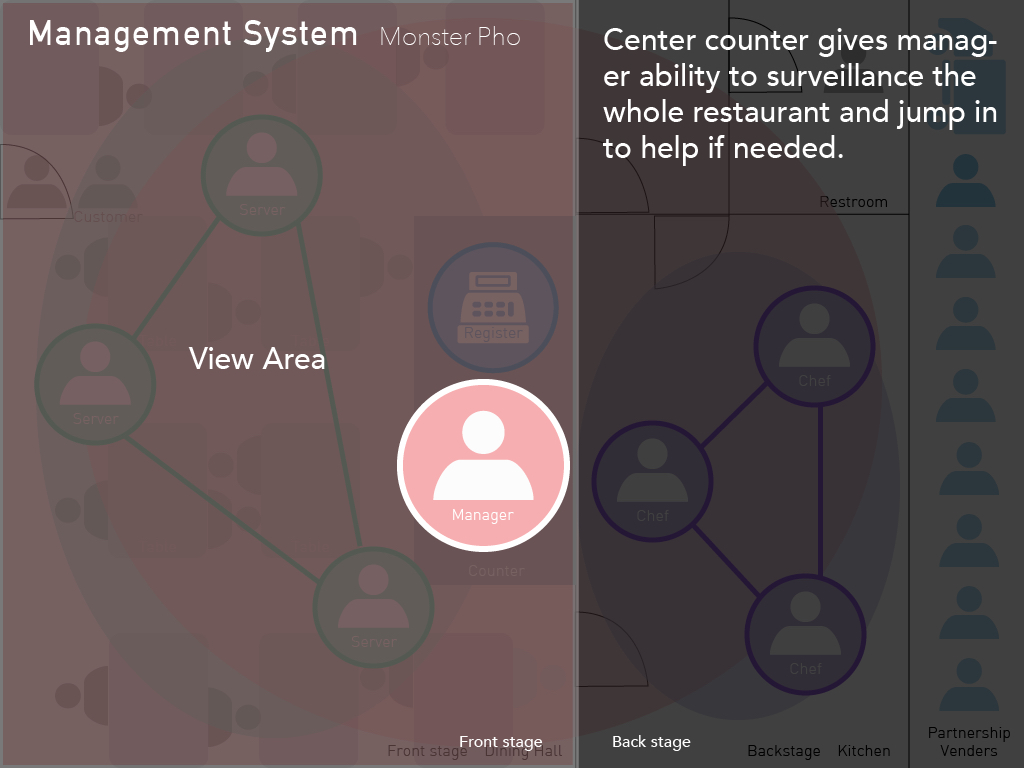 Management System Monster Pho
Center counter gives manag-
er ability to surveillance the
whole restaurant and jump in
to help if needed.
Restroom
Customer
Server
Register
View Area
Server
Chef
Manager
Chef
Counter
Server
Chef
Front stage
Front stage
Dining Hall
Back stage
Backstage
Kitchen
Partnership
Venders